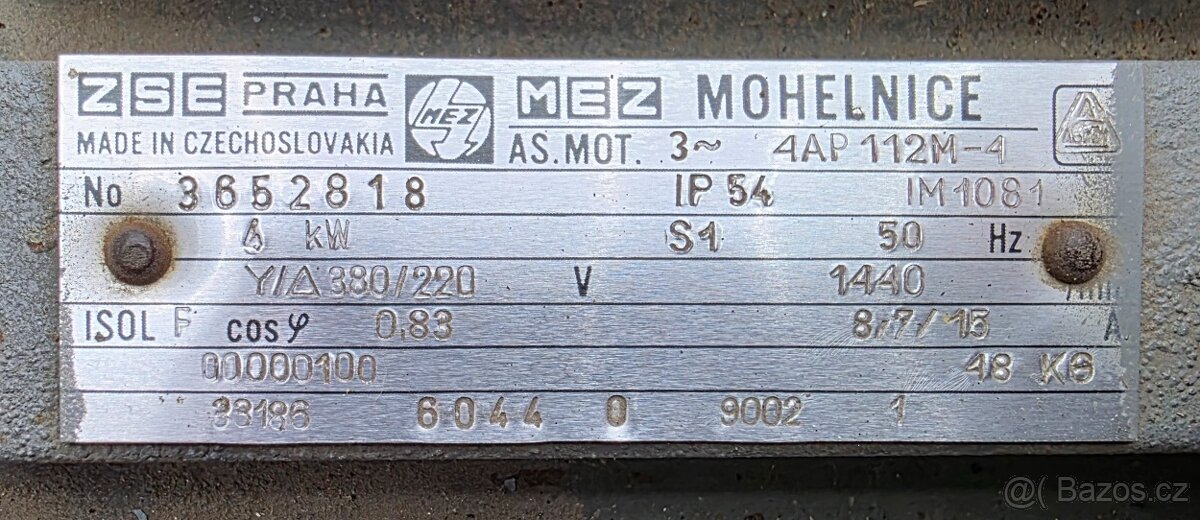 ZSE PRAHA MEZ MEZ MOHELNICE
MADE IN CZECHOSLOVAKIA AS. MOT. 3~ 4AP 112M-4
No 3652818 IP 54 IM1081
4 kW S1 50 Hz
Y/Δ 380/220 V 1440 /min
ISOL F cos φ 0,83 8,7/15 A
00000100 48 KG
33186 6044 0 9002 1
@( Bazos.cz